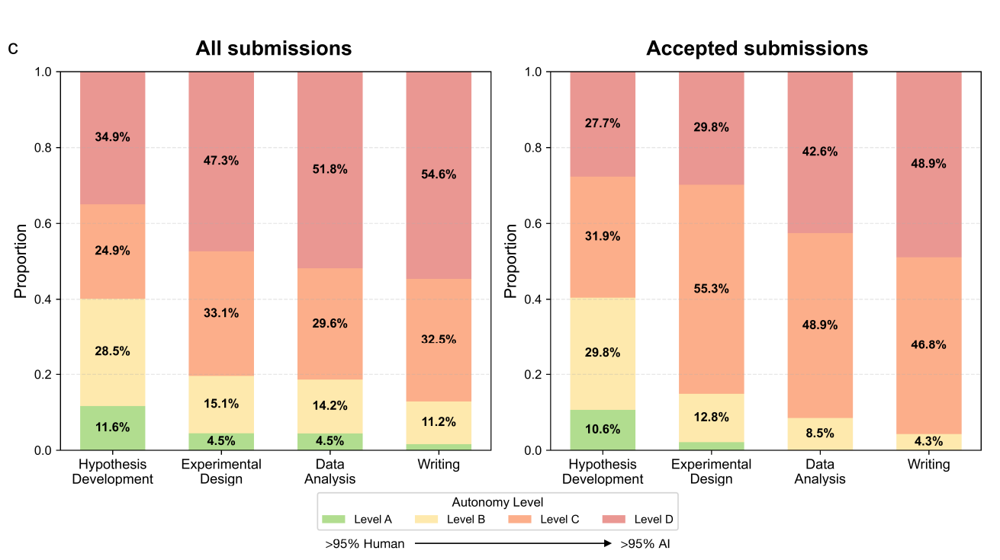 c
All submissions
Accepted submissions
Proportion
1.0
0.8
0.6
0.4
0.2
0.0
34.9%
24.9%
28.5%
11.6%
47.3%
33.1%
15.1%
4.5%
51.8%
29.6%
14.2%
4.5%
54.6%
32.5%
11.2%
Hypothesis
Development
Experimental
Design
Data
Analysis
Writing
Proportion
1.0
0.8
0.6
0.4
0.2
0.0
27.7%
31.9%
29.8%
10.6%
29.8%
55.3%
12.8%
42.6%
48.9%
8.5%
48.9%
46.8%
4.3%
Hypothesis
Development
Experimental
Design
Data
Analysis
Writing
Autonomy Level
Level A Level B Level C Level D
>95% Human >95% AI